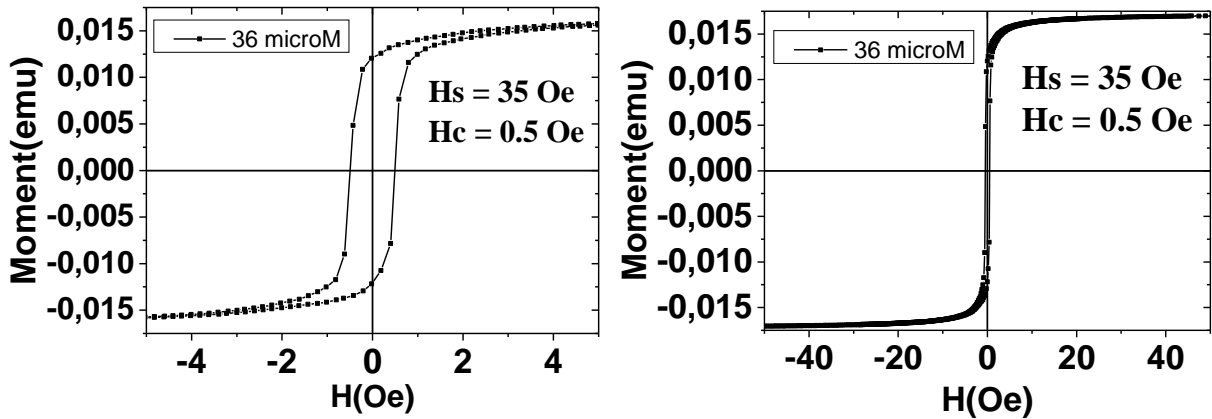 0,015
0,010
0,005
0,000
-0,005
-0,010
-0,015
Moment(emu)
36 microM
Hs = 35 Oe
Hc = 0.5 Oe
-4 -2 0 2 4
H(Oe)
0,015
0,010
0,005
0,000
-0,005
-0,010
-0,015
Moment(emu)
36 microM
Hs = 35 Oe
Hc = 0.5 Oe
-40 -20 0 20 40
H(Oe)